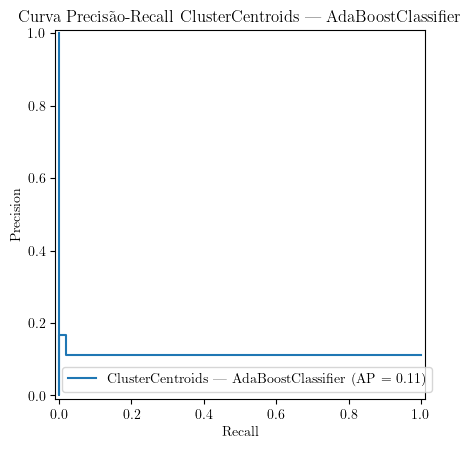 Curva Precisão-Recall ClusterCentroids — AdaBoostClassifier
1.0
0.8
0.6
0.4
0.2
0.0
Precision
ClusterCentroids — AdaBoostClassifier (AP = 0.11)
0.0 0.2 0.4 0.6 0.8 1.0
Recall